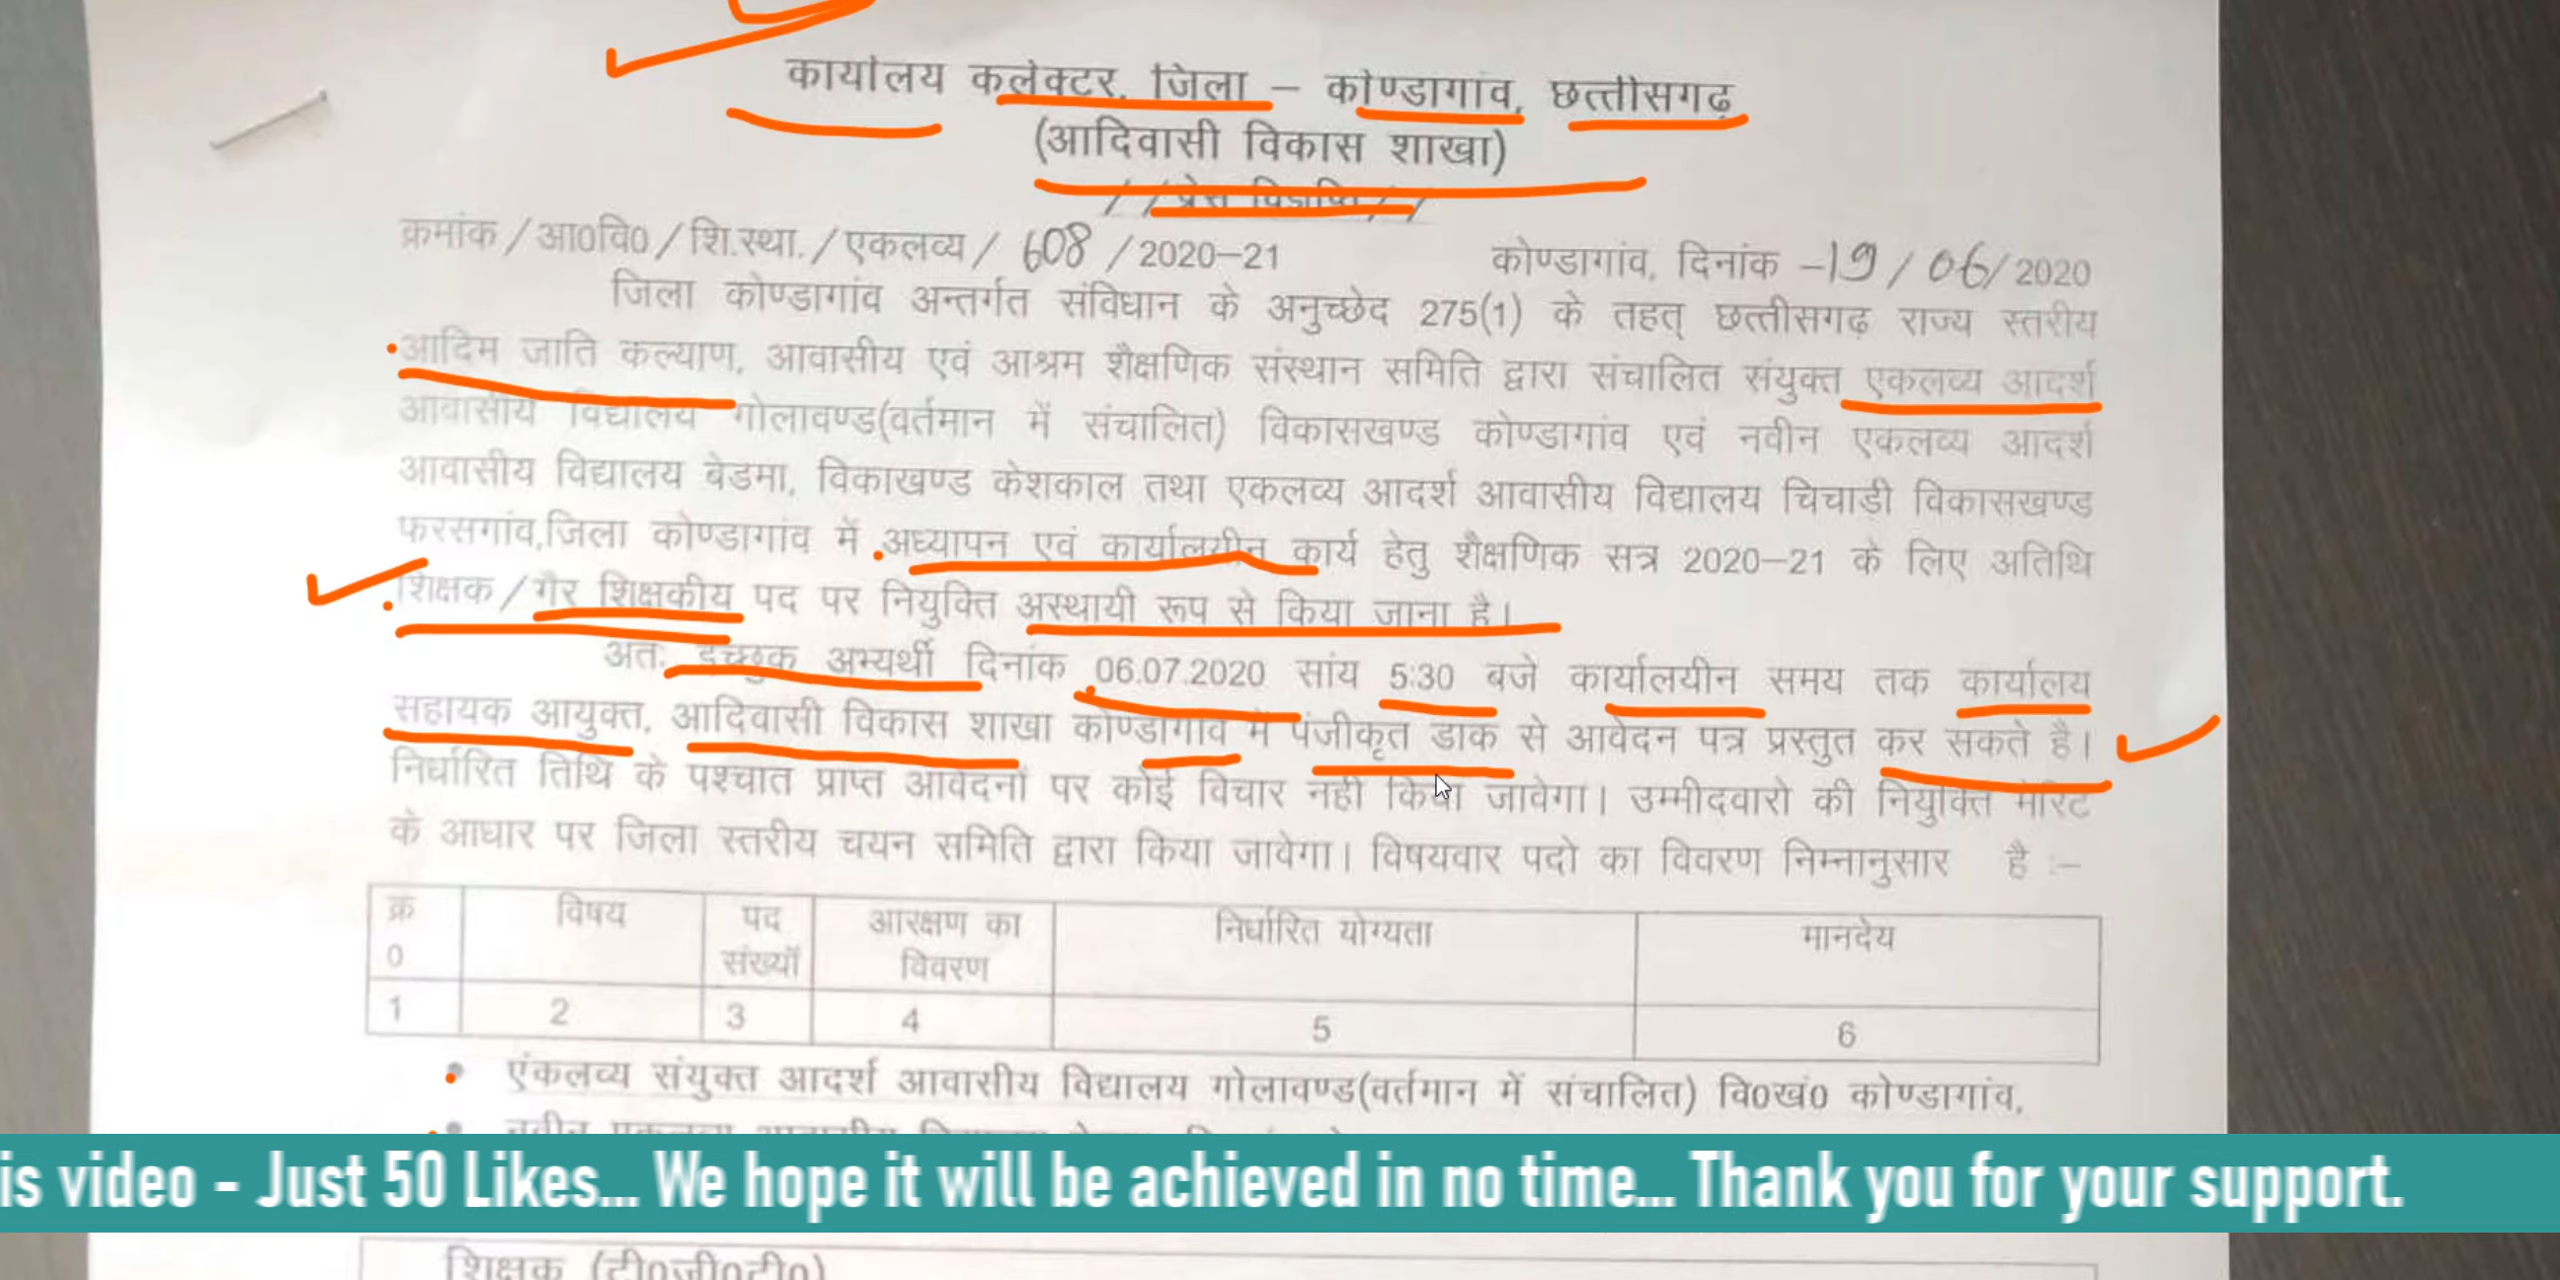 कार्यालय कलेक्टर, जिला – कोण्डागांव, छत्तीसगढ़
(आदिवासी विकास शाखा)
//प्रेस विज्ञप्ति//
क्रमांक/आ0वि0/शि.स्था./एकलव्य/ 608 /2020–21 कोण्डागांव, दिनांक –19/06/2020
जिला कोण्डागांव अन्तर्गत संविधान के अनुच्छेद 275(1) के तहत् छत्तीसगढ़ राज्य स्तरीय
आदिम जाति कल्याण, आवासीय एवं आश्रम शैक्षणिक संस्थान समिति द्वारा संचालित संयुक्त एकलव्य आदर्श
आवासीय विद्यालय गोलावण्ड(वर्तमान में संचालित) विकासखण्ड कोण्डागांव एवं नवीन एकलव्य आदर्श
आवासीय विद्यालय बेडमा, विकाखण्ड केशकाल तथा एकलव्य आदर्श आवासीय विद्यालय चिचाडी विकासखण्ड
फरसगांव,जिला कोण्डागांव में अध्यापन एवं कार्यालयीन कार्य हेतु शैक्षणिक सत्र 2020–21 के लिए अतिथि
शिक्षक/गैर शिक्षकीय पद पर नियुक्ति अस्थायी रूप से किया जाना है।
अतः इच्छुक अभ्यर्थी दिनांक 06.07.2020 सांय 5:30 बजे कार्यालयीन समय तक कार्यालय
सहायक आयुक्त, आदिवासी विकास शाखा कोण्डागांव में पंजीकृत डाक से आवेदन पत्र प्रस्तुत कर सकते है।
निर्धारित तिथि के पश्चात प्राप्त आवेदनों पर कोई विचार नही किया जावेगा। उम्मीदवारो की नियुक्ति मेरिट
के आधार पर जिला स्तरीय चयन समिति द्वारा किया जावेगा। विषयवार पदो का विवरण निम्नानुसार है :–
क्र0 विषय पद संख्यॉ आरक्षण का विवरण निर्धारित योग्यता मानदेय
1 2 3 4 5 6
• एंकलव्य संयुक्त आदर्श आवासीय विद्यालय गोलावण्ड(वर्तमान में संचालित) वि0खं0 कोण्डागांव,
is video - Just 50 Likes... We hope it will be achieved in no time... Thank you for your support.
शिक्षक (टी0जी0टी0)